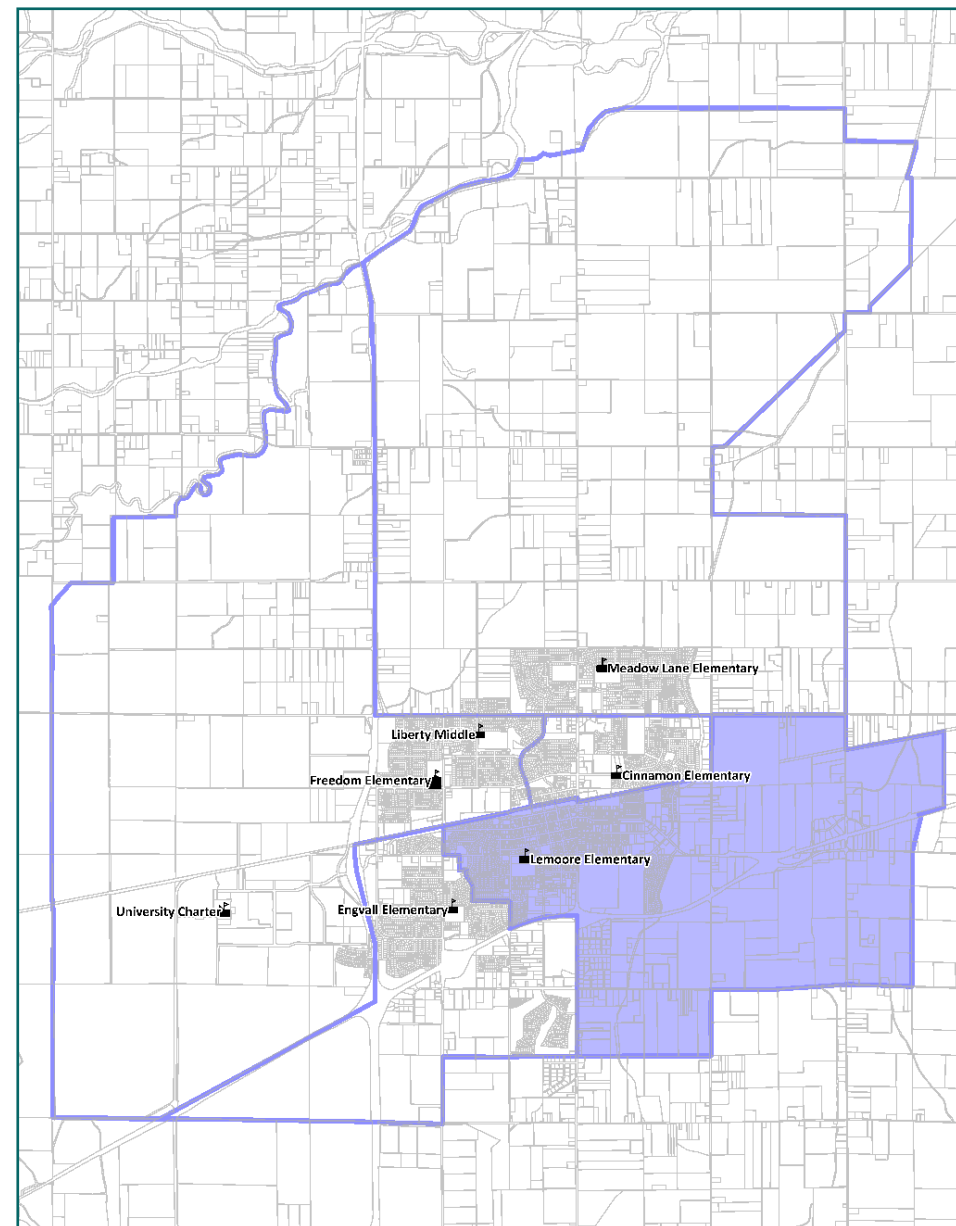 Meadow Lane Elementary
Liberty Middle
Freedom Elementary
Cinnamon Elementary
Lemoore Elementary
University Charter
Engvall Elementary